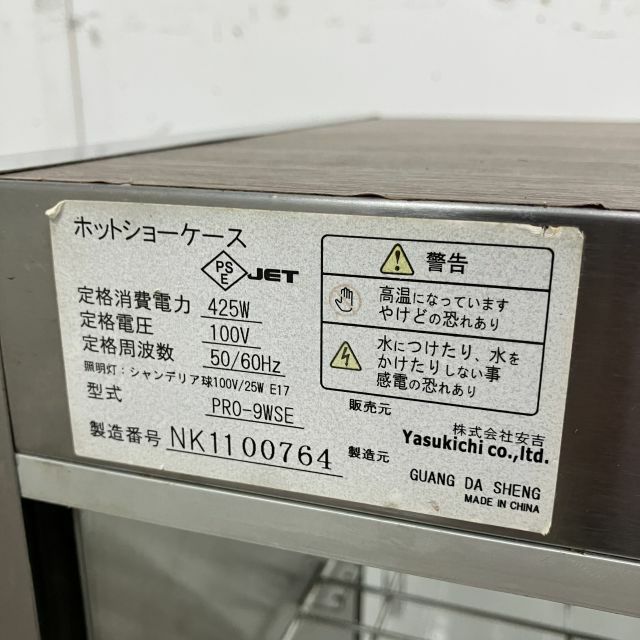 ホットショーケース
PS
E
JET
定格消費電力 425W
定格電圧 100V
定格周波数 50/60Hz
照明灯：シャンデリア球100V/25W E17
型式 PRO-9WSE
製造番号 NK1100764
警告
高温になっています
やけどの恐れあり
水につけたり、水を
かけたりしない事
感電の恐れあり
販売元 株式会社安吉
Yasukichi co.,ltd.
製造元 GUANG DA SHENG
MADE IN CHINA